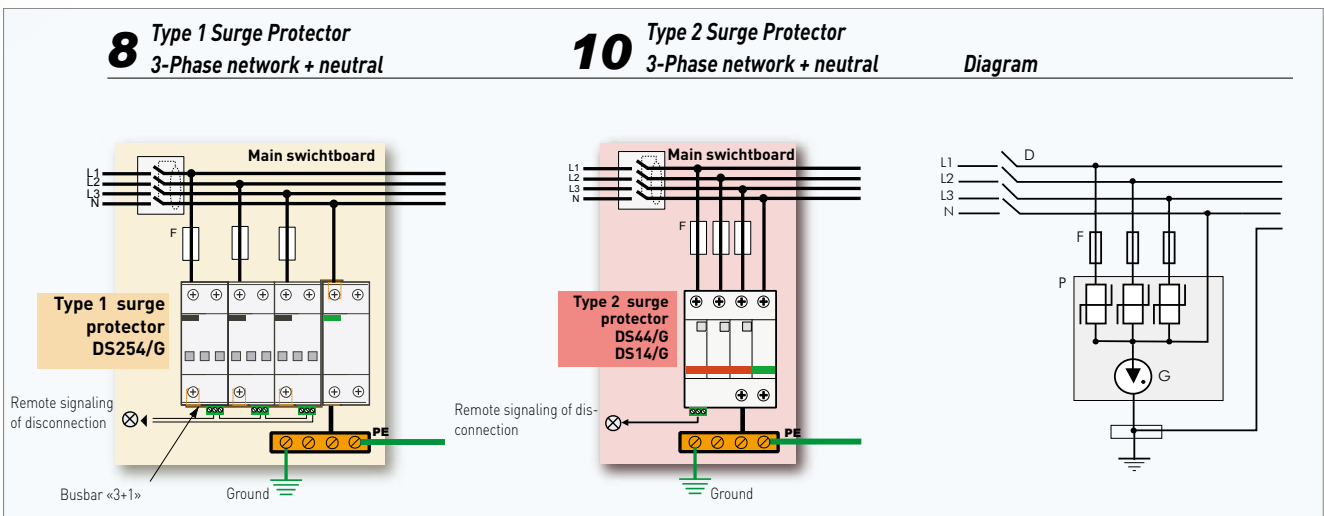 8 Type 1 Surge Protector
3-Phase network + neutral
10 Type 2 Surge Protector
3-Phase network + neutral
Diagram
Main swichtboard
L1
L2
L3
N
F
Type 1 surge
protector
DS254/G
Remote signaling
of disconnection
PE
Busbar «3+1»
Ground
Main swichtboard
L1
L2
L3
N
F
Type 2 surge
protector
DS44/G
DS14/G
Remote signaling of dis-
connection
PE
Ground
L1
D
L2
L3
N
F
P
G